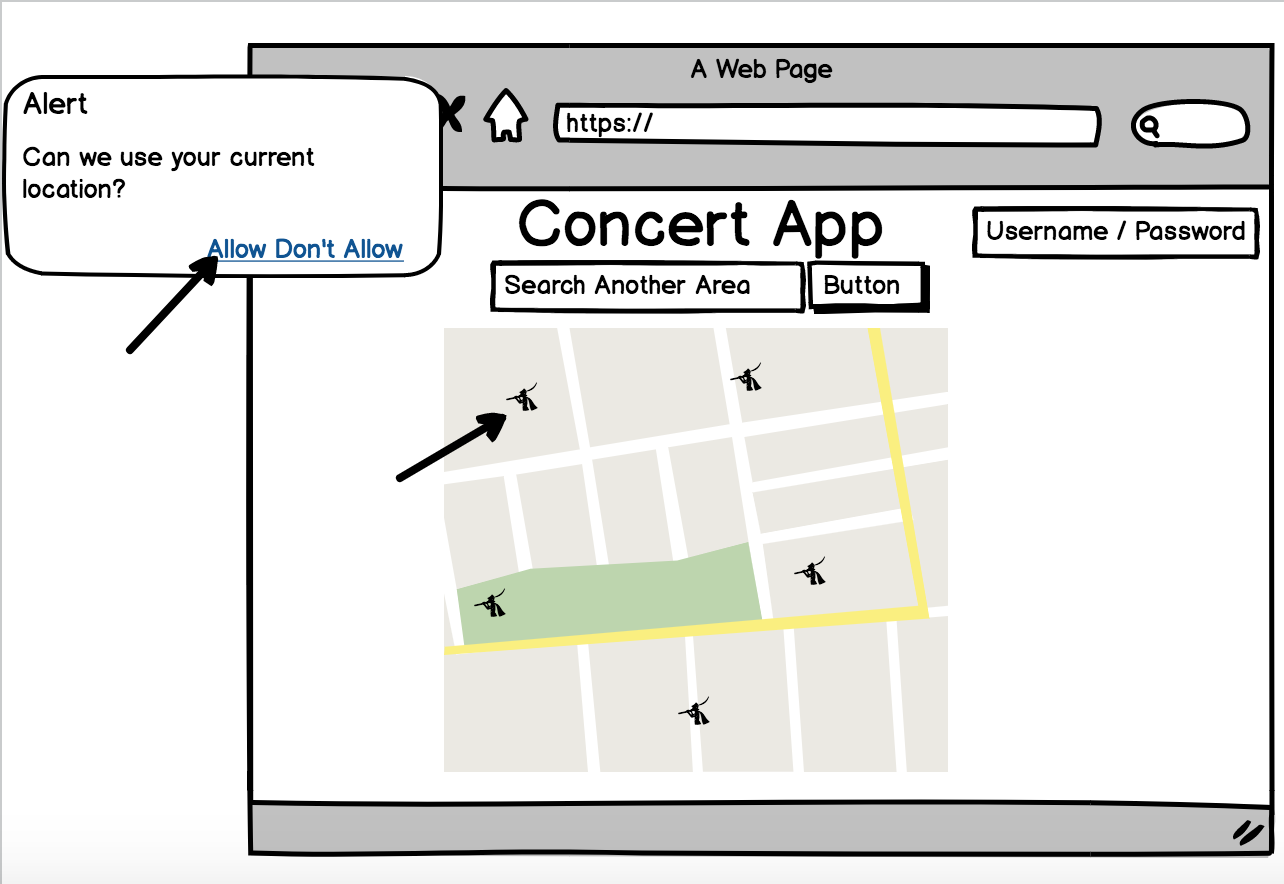 A Web Page
Alert
https://
Can we use your current
location?
Allow Don't Allow
Concert App
Username / Password
Search Another Area
Button